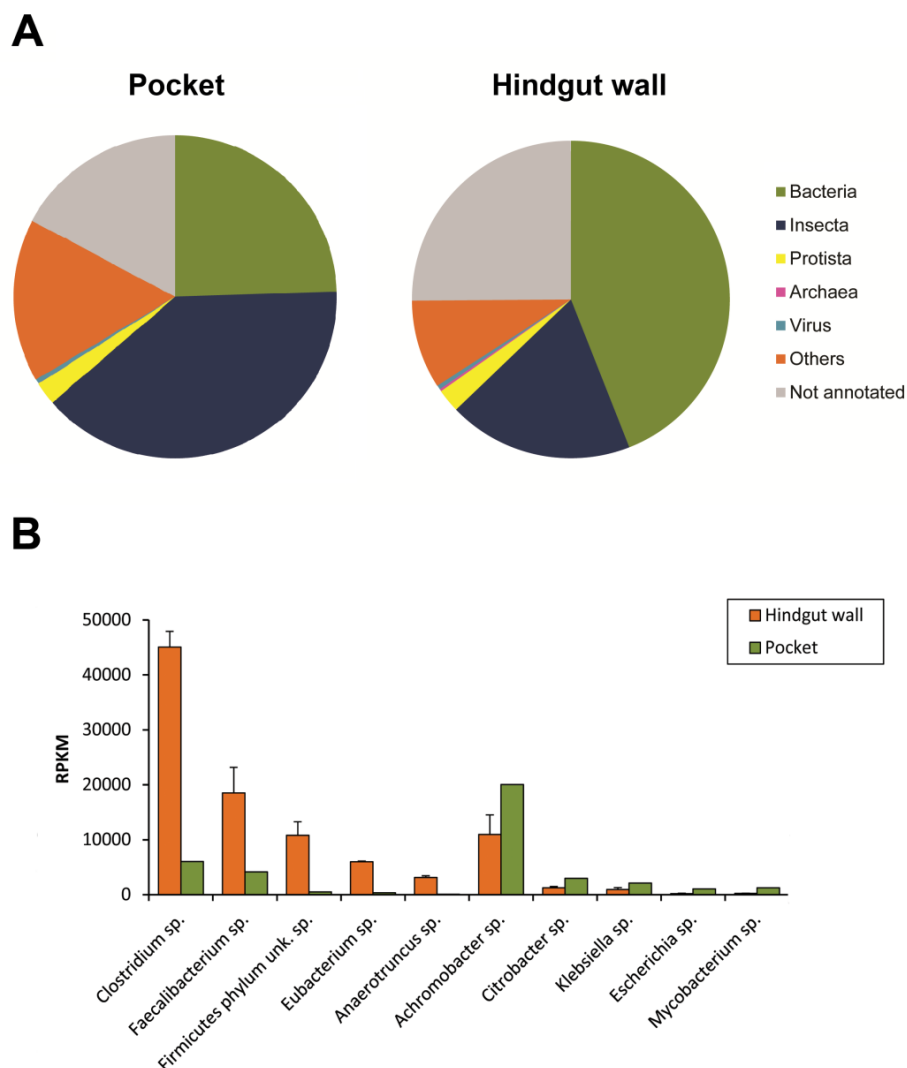 A
Pocket
Hindgut wall
Bacteria
Insecta
Protista
Archaea
Virus
Others
Not annotated
B
50000
40000
30000
20000
10000
0
RPKM
Hindgut wall
Pocket
Clostridium sp.
Faecalibacterium sp.
Firmicutes phylum unk. sp.
Eubacterium sp.
Anaerotruncus sp.
Achromobacter sp.
Citrobacter sp.
Klebsiella sp.
Escherichia sp.
Mycobacterium sp.